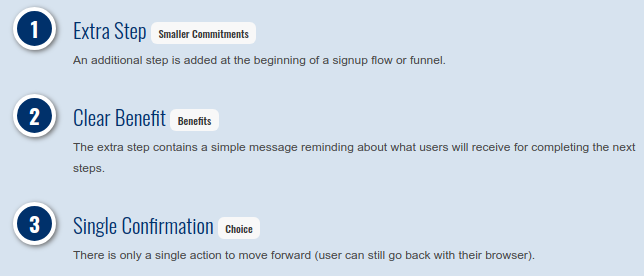 1 Extra Step Smaller Commitments
An additional step is added at the beginning of a signup flow or funnel.
2 Clear Benefit Benefits
The extra step contains a simple message reminding about what users will receive for completing the next
steps.
3 Single Confirmation Choice
There is only a single action to move forward (user can still go back with their browser).